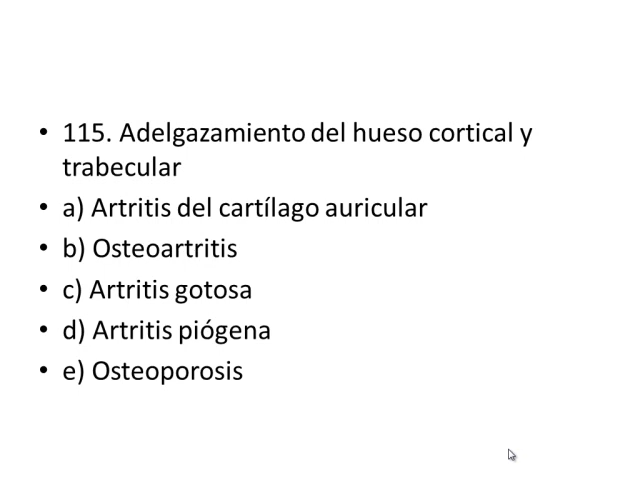 • 115. Adelgazamiento del hueso cortical y
trabecular
• a) Artritis del cartílago auricular
• b) Osteoartritis
• c) Artritis gotosa
• d) Artritis piógena
• e) Osteoporosis